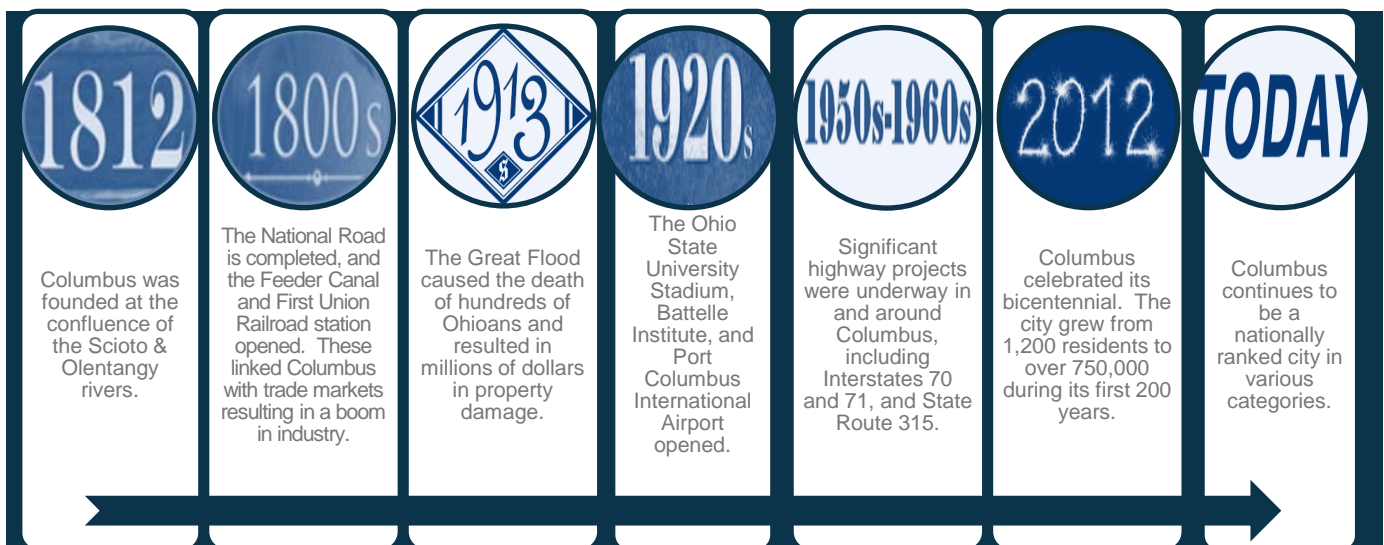 1812
Columbus was
founded at the
confluence of
the Scioto &
Olentangy
rivers.
1800s
The National Road
is completed, and
the Feeder Canal
and First Union
Railroad station
opened. These
linked Columbus
with trade markets
resulting in a boom
in industry.
1913
S
The Great Flood
caused the death
of hundreds of
Ohioans and
resulted in
millions of dollars
in property
damage.
1920s
The Ohio
State
University
Stadium,
Battelle
Institute, and
Port
Columbus
International
Airport
opened.
1950s-1960s
Significant
highway projects
were underway in
and around
Columbus,
including
Interstates 70
and 71, and State
Route 315.
2012
Columbus
celebrated its
bicentennial. The
city grew from
1,200 residents to
over 750,000
during its first 200
years.
TODAY
Columbus
continues to
be a
nationally
ranked city in
various
categories.